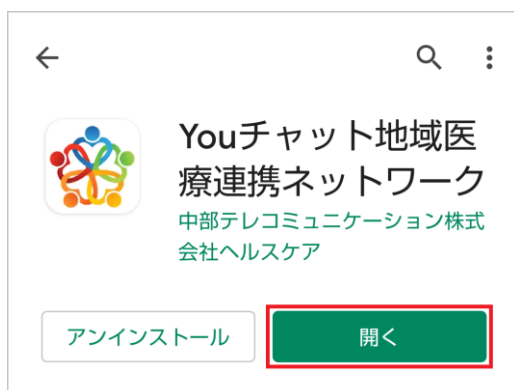 Youチャット地域医
療連携ネットワーク
中部テレコミュニケーション株式
会社ヘルスケア
アンインストール
開く